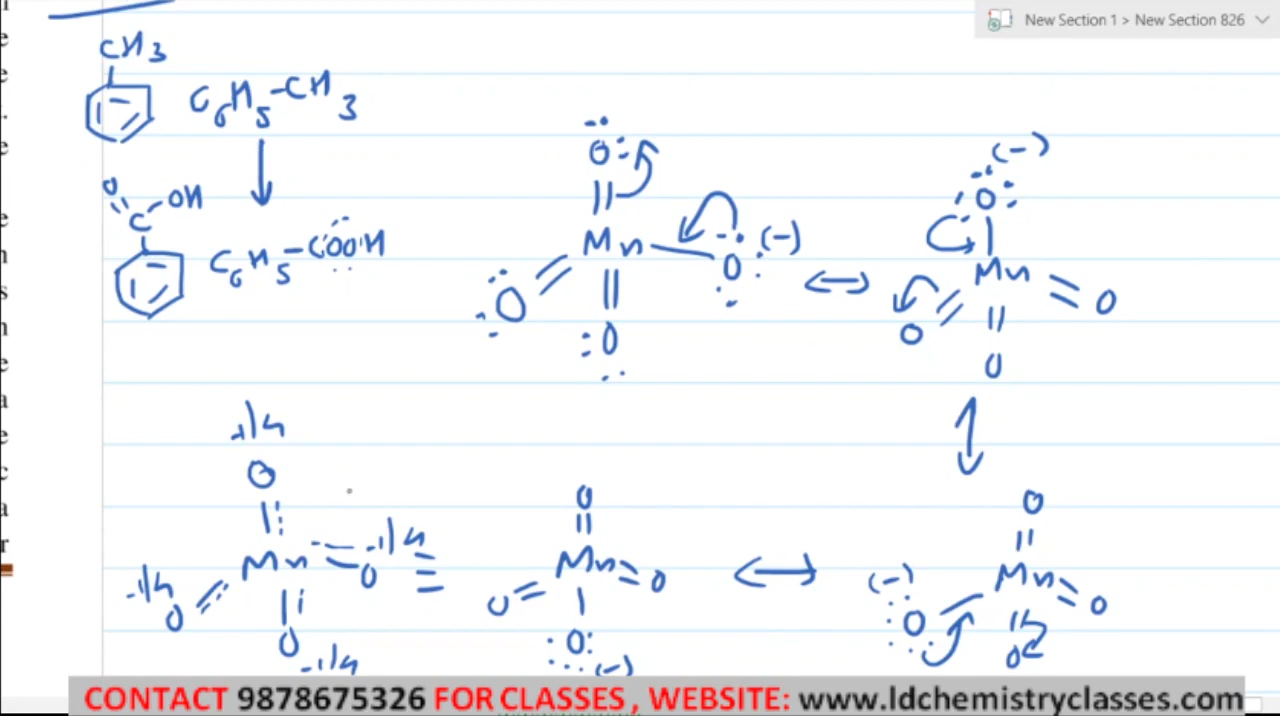 New Section 1 > New Section 826
CH3
C6H5-CH3
O
C
OH
C6H5-COOH
O
Mn
O
(-)
O
O
(-)
O
Mn
O
O
O
-1/4
O
Mn
O
-1/4
-1/4
O
O
-1/4
O
Mn
O
O
O
(-)
O
Mn
O
(-)
O
O
CONTACT 9878675326 FOR CLASSES , WEBSITE: www.ldchemistryclasses.com